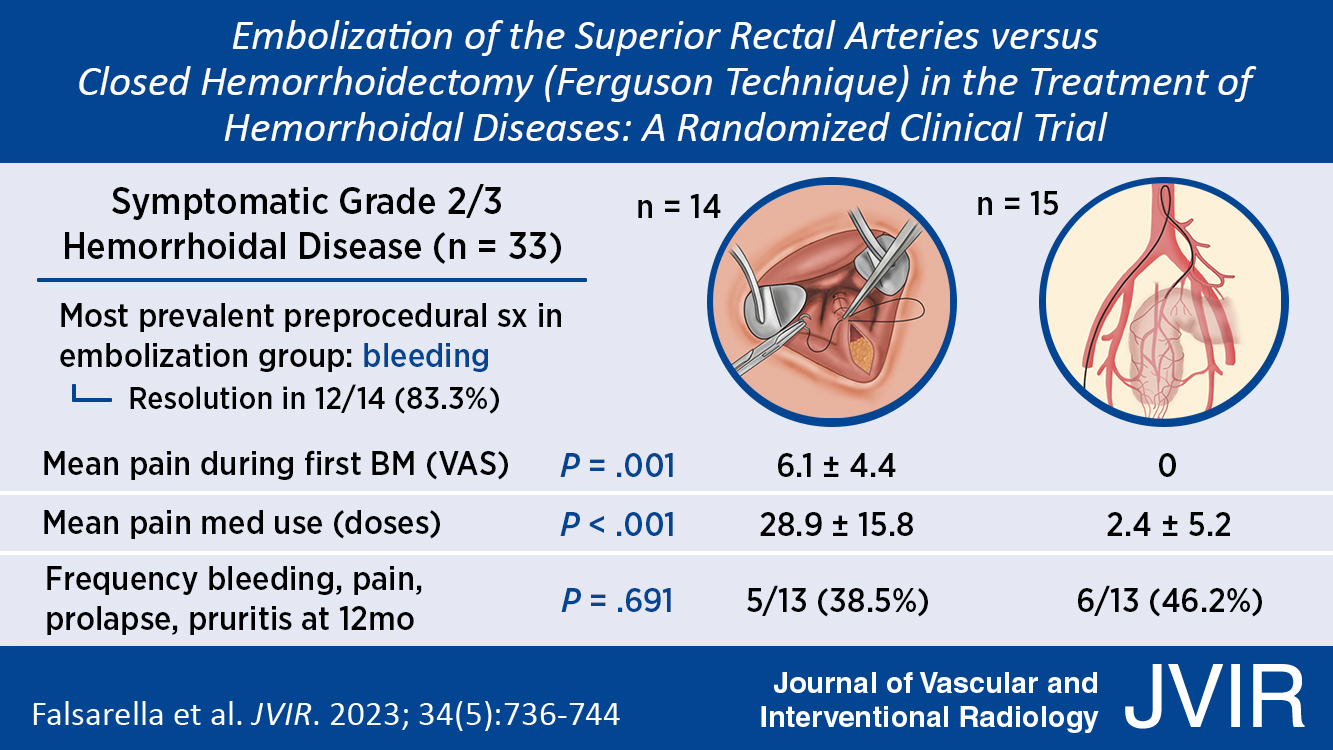 Embolization of the Superior Rectal Arteries versus
Closed Hemorrhoidectomy (Ferguson Technique) in the Treatment of
Hemorrhoidal Diseases: A Randomized Clinical Trial
Symptomatic Grade 2/3
Hemorrhoidal Disease (n = 33)
Most prevalent preprocedural sx in
embolization group: bleeding
Resolution in 12/14 (83.3%)
n = 14
n = 15
Mean pain during first BM (VAS) P = .001 6.1 ± 4.4 0
Mean pain med use (doses) P < .001 28.9 ± 15.8 2.4 ± 5.2
Frequency bleeding, pain,
prolapse, pruritis at 12mo P = .691 5/13 (38.5%) 6/13 (46.2%)
Falsarella et al. JVIR. 2023; 34(5):736-744
Journal of Vascular and
Interventional Radiology
JVIR